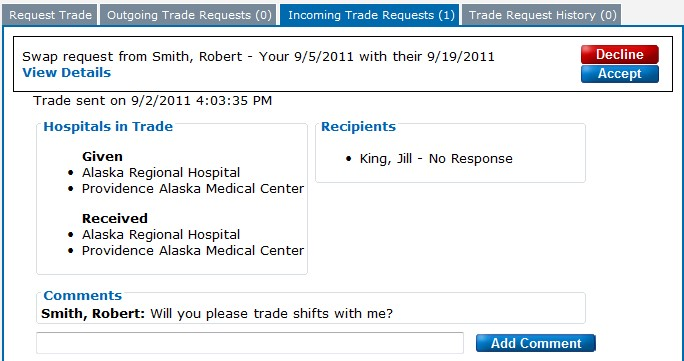 Request Trade Outgoing Trade Requests (0) Incoming Trade Requests (1) Trade Request History (0)
Swap request from Smith, Robert - Your 9/5/2011 with their 9/19/2011
Decline
View Details
Accept
Trade sent on 9/2/2011 4:03:35 PM
Hospitals in Trade
Given
• Alaska Regional Hospital
• Providence Alaska Medical Center
Received
• Alaska Regional Hospital
• Providence Alaska Medical Center
Recipients
• King, Jill - No Response
Comments
Smith, Robert: Will you please trade shifts with me?
Add Comment